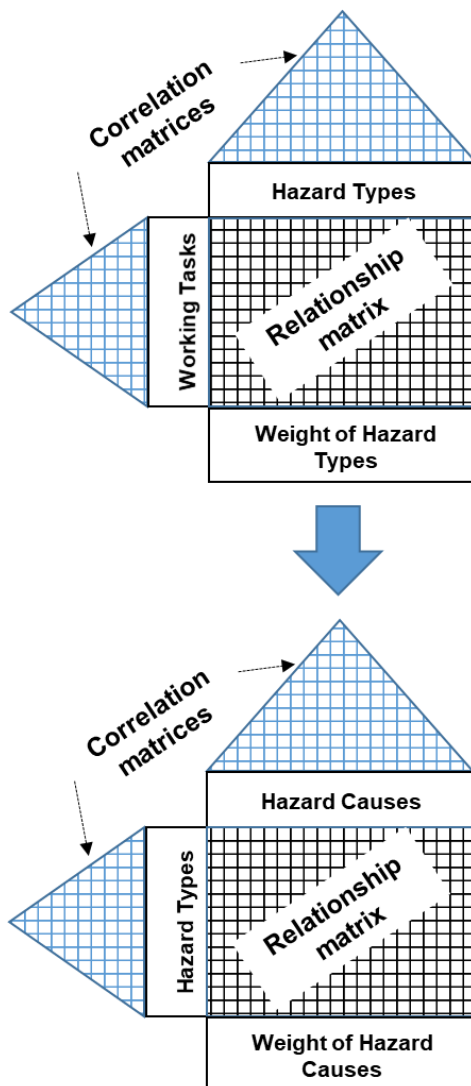 Correlation
matrices
Hazard Types
Working Tasks
Relationship
matrix
Weight of Hazard
Types
Correlation
matrices
Hazard Causes
Hazard Types
Relationship
matrix
Weight of Hazard
Causes